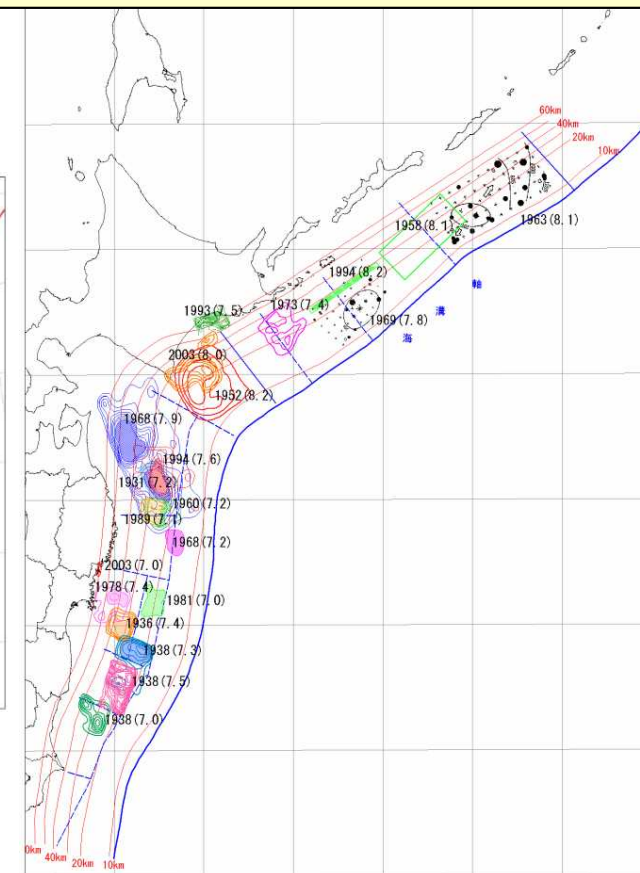 60km
40km
20km
10km
1958(8.1)
1963(8.1)
1994(8.2)
軸
1993(7.5)
1973(7.4)
溝
1969(7.8)
海
2003(8.0)
1952(8.2)
1968(7.9)
1994(7.6)
1931(7.2)
1960(7.2)
1989(7.1)
1968(7.2)
2003(7.0)
1978(7.4)
1981(7.0)
1936(7.4)
1938(7.3)
1938(7.5)
1938(7.0)
0km
40km
20km
10km